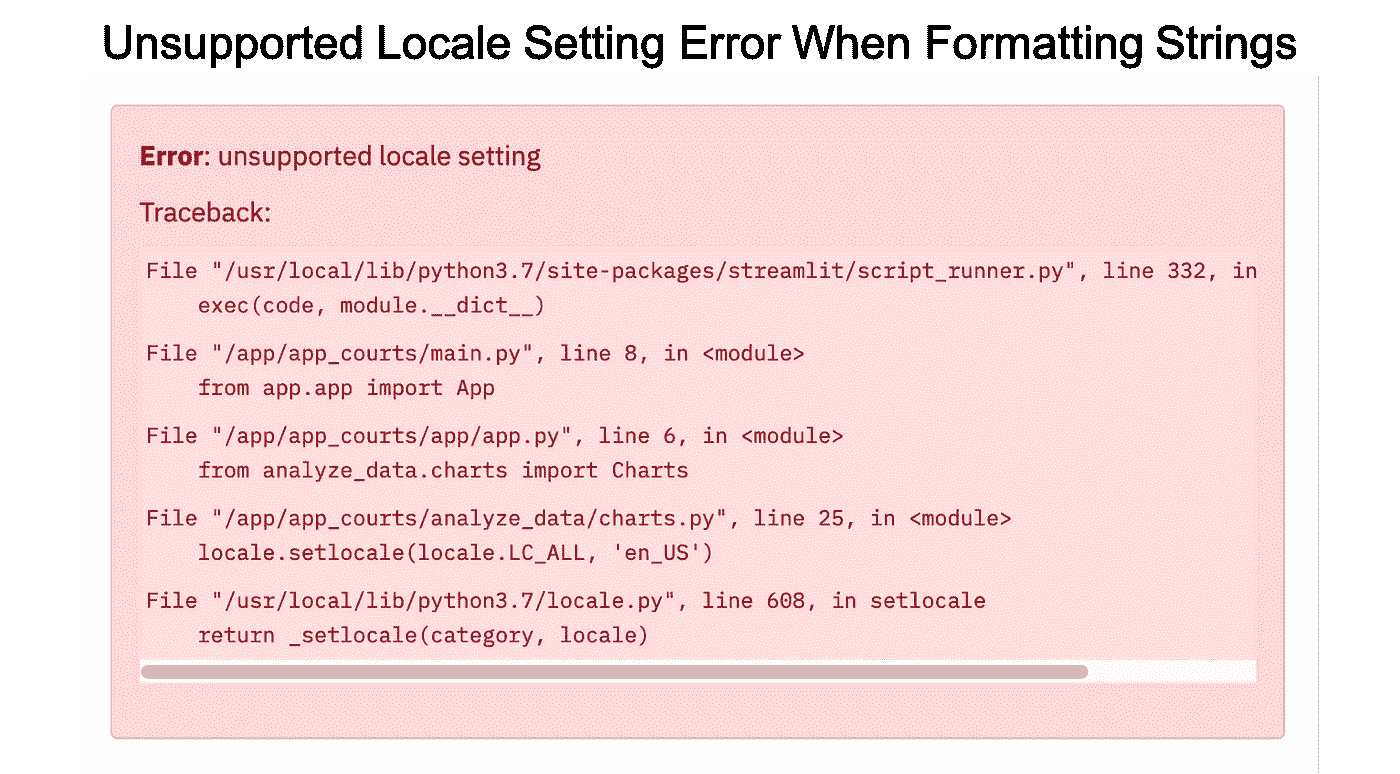 Unsupported Locale Setting Error When Formatting Strings
Error: unsupported locale setting
Traceback:
File "/usr/local/lib/python3.7/site-packages/streamlit/script_runner.py", line 332, in
exec(code, module.__dict__)
File "/app/app_courts/main.py", line 8, in <module>
from app.app import App
File "/app/app_courts/app/app.py", line 6, in <module>
from analyze_data.charts import Charts
File "/app/app_courts/analyze_data/charts.py", line 25, in <module>
locale.setlocale(locale.LC_ALL, 'en_US')
File "/usr/local/lib/python3.7/locale.py", line 608, in setlocale
return _setlocale(category, locale)